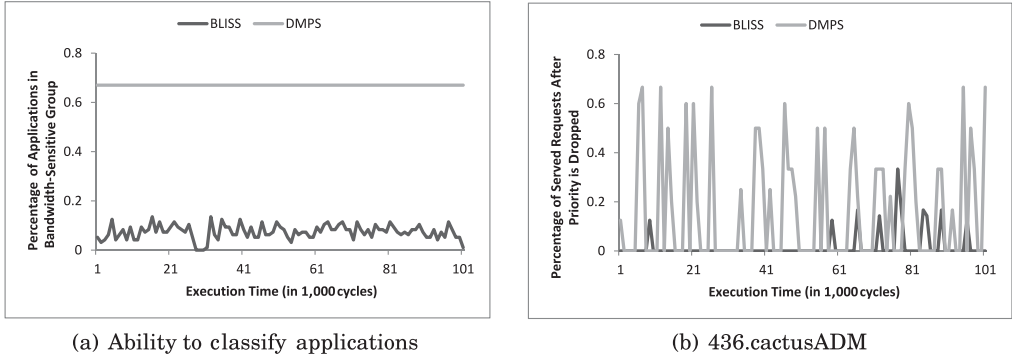 BLISS DMPS
0.8
0.6
0.4
0.2
0
Percentage of Applications in
Bandwidth-Sensitive Group
1 21 41 61 81 101
Execution Time (in 1,000 cycles)
(a) Ability to classify applications
BLISS DMPS
0.8
0.6
0.4
0.2
0
Percentage of Served Requests After
Priority is Dropped
1 21 41 61 81 101
Execution Time (in 1,000 cycles)
(b) 436.cactusADM